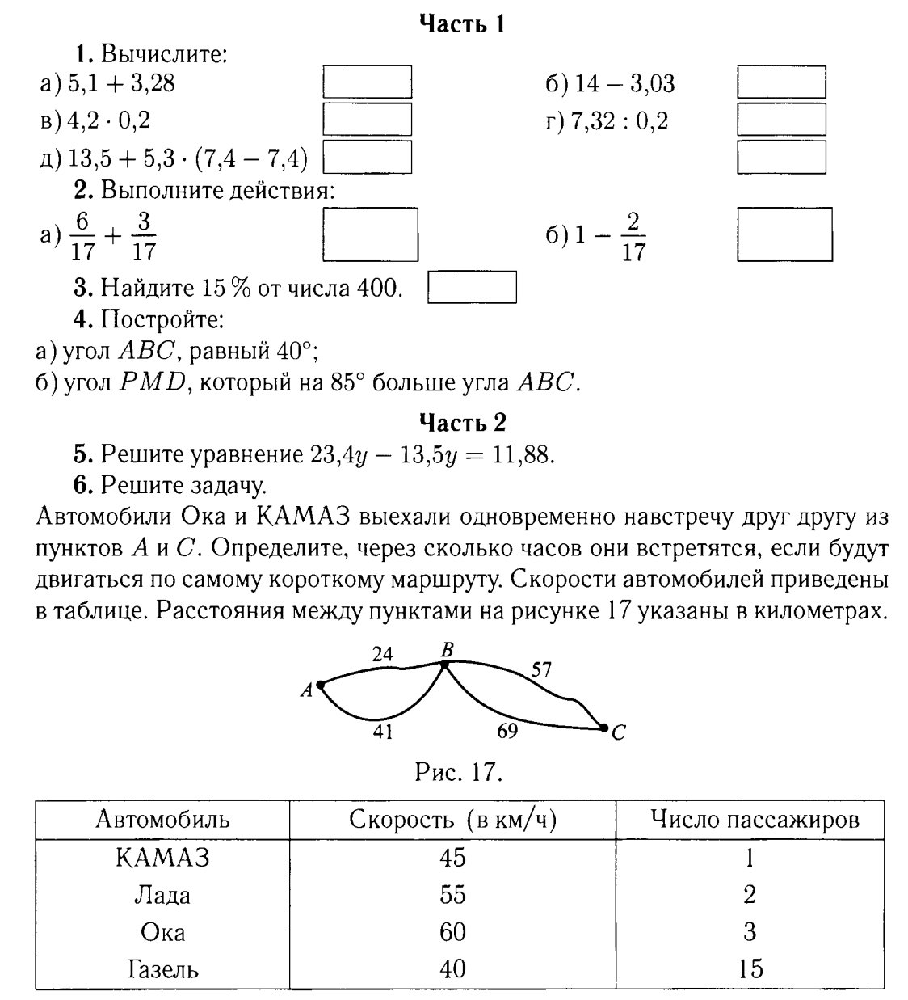 Часть 1
1. Вычислите:
а) 5,1 + 3,28
б) 14 − 3,03
в) 4,2 · 0,2
г) 7,32 : 0,2
д) 13,5 + 5,3 · (7,4 − 7,4)
2. Выполните действия:
а) 6/17 + 3/17
б) 1 − 2/17
3. Найдите 15 % от числа 400.
4. Постройте:
а) угол ABC, равный 40°;
б) угол PMD, который на 85° больше угла ABC.
Часть 2
5. Решите уравнение 23,4y − 13,5y = 11,88.
6. Решите задачу.
Автомобили Ока и КАМАЗ выехали одновременно навстречу друг другу из
пунктов A и C. Определите, через сколько часов они встретятся, если будут
двигаться по самому короткому маршруту. Скорости автомобилей приведены
в таблице. Расстояния между пунктами на рисунке 17 указаны в километрах.
24
B
57
A
41
69
C
Рис. 17.
Автомобиль Скорость (в км/ч) Число пассажиров
КАМАЗ 45 1
Лада 55 2
Ока 60 3
Газель 40 15